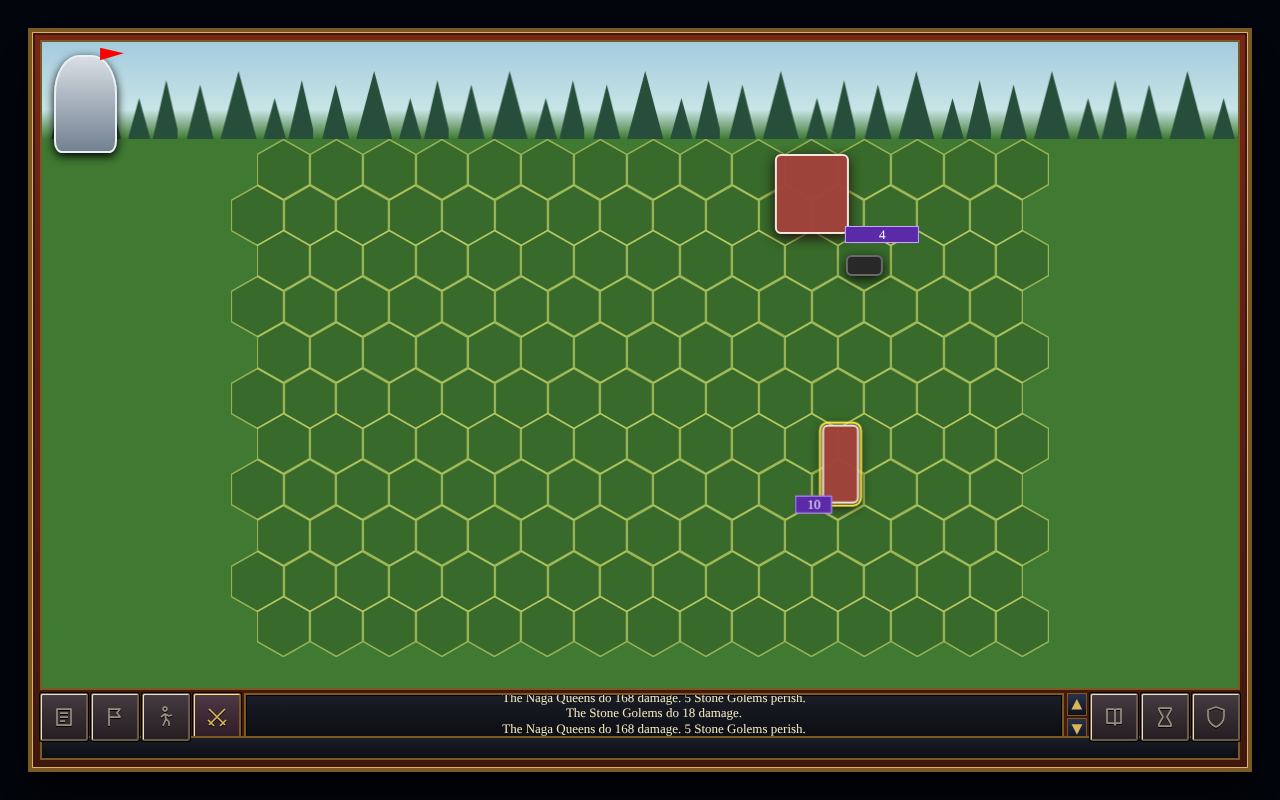 4
10
The Naga Queens do 168 damage. 5 Stone Golems perish.
The Stone Golems do 18 damage.
The Naga Queens do 168 damage. 5 Stone Golems perish.